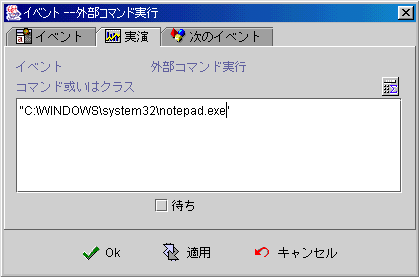 イベント --外部コマンド実行
イベント 実演 次のイベント
イベント 外部コマンド実行
コマンド或いはクラス
"C:\WINDOWS\system32\notepad.exe"
待ち
Ok 適用 キャンセル